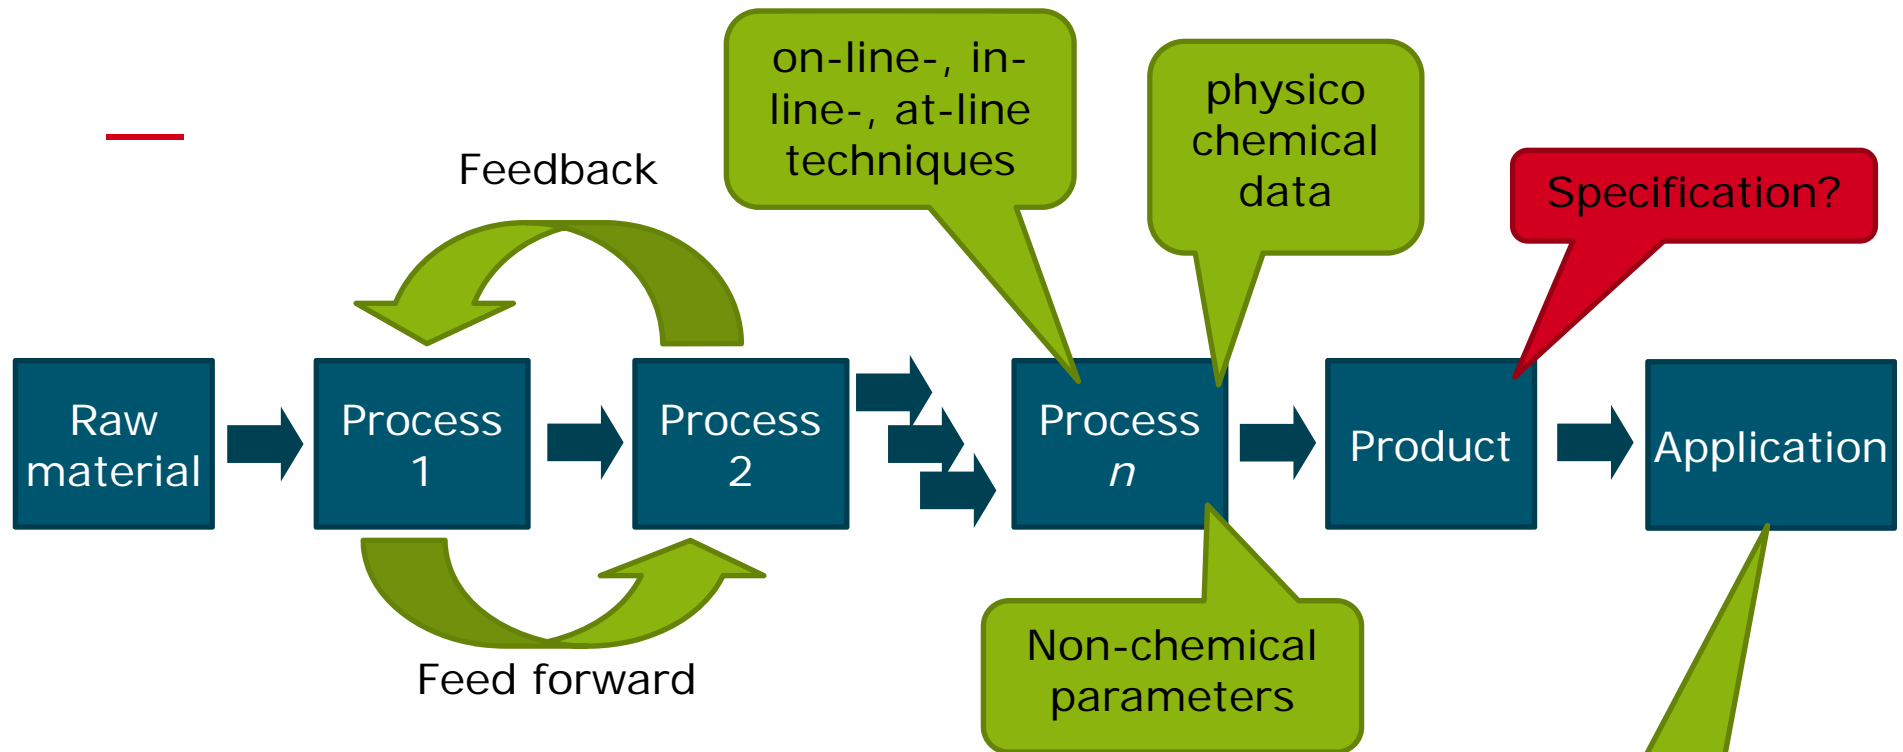 on-line-, in-
line-, at-line
techniques
physico
chemical
data
Feedback
Specification?
Raw
material
Process
1
Process
2
Process
n
Product
Application
Feed forward
Non-chemical
parameters